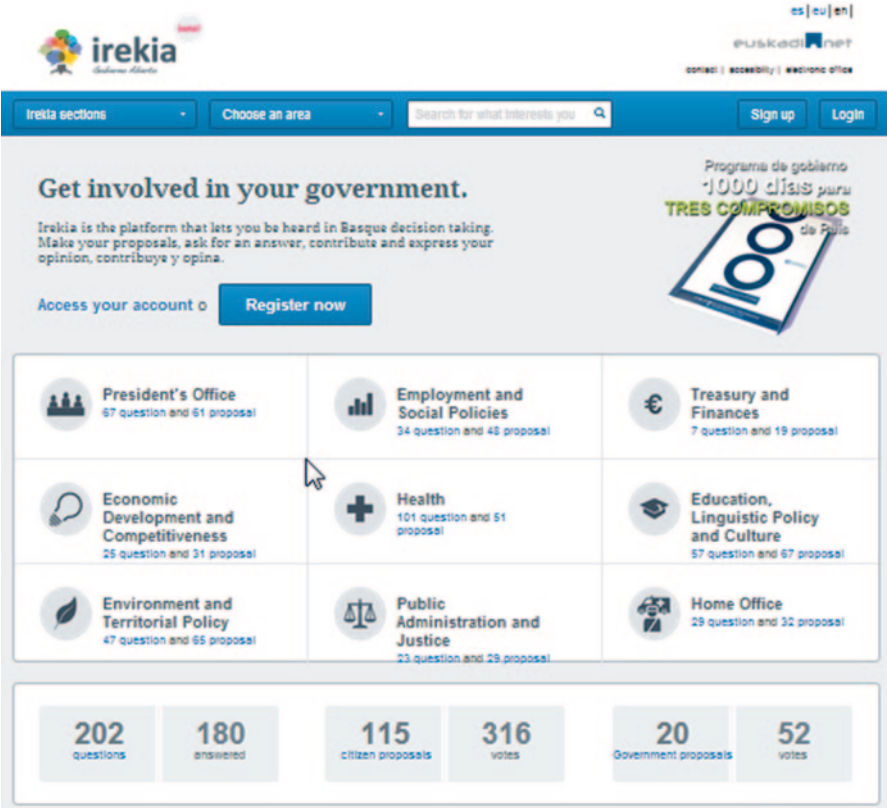 es | eu | en |
irekia
Gobierno Abierto
euskadi net
contact | accessibility | electronic office
Irekia sections
Choose an area
Search for what interests you
Sign up
Login
Get involved in your government.
Irekia is the platform that lets you be heard in Basque decision taking.
Make your proposals, ask for an answer, contribute and express your
opinion, contribuye y opina.
Access your account o
Register now
Programa de gobierno
1000 días para
TRES COMPROMISOS
de País
President's Office
67 question and 61 proposal
Employment and
Social Policies
34 question and 48 proposal
Treasury and
Finances
7 question and 19 proposal
Economic
Development and
Competitiveness
25 question and 31 proposal
Health
101 question and 51
proposal
Education,
Linguistic Policy
and Culture
57 question and 67 proposal
Environment and
Territorial Policy
47 question and 65 proposal
Public
Administration and
Justice
23 question and 29 proposal
Home Office
29 question and 32 proposal
202
questions
180
answered
115
citizen proposals
316
votes
20
Government proposals
52
votes